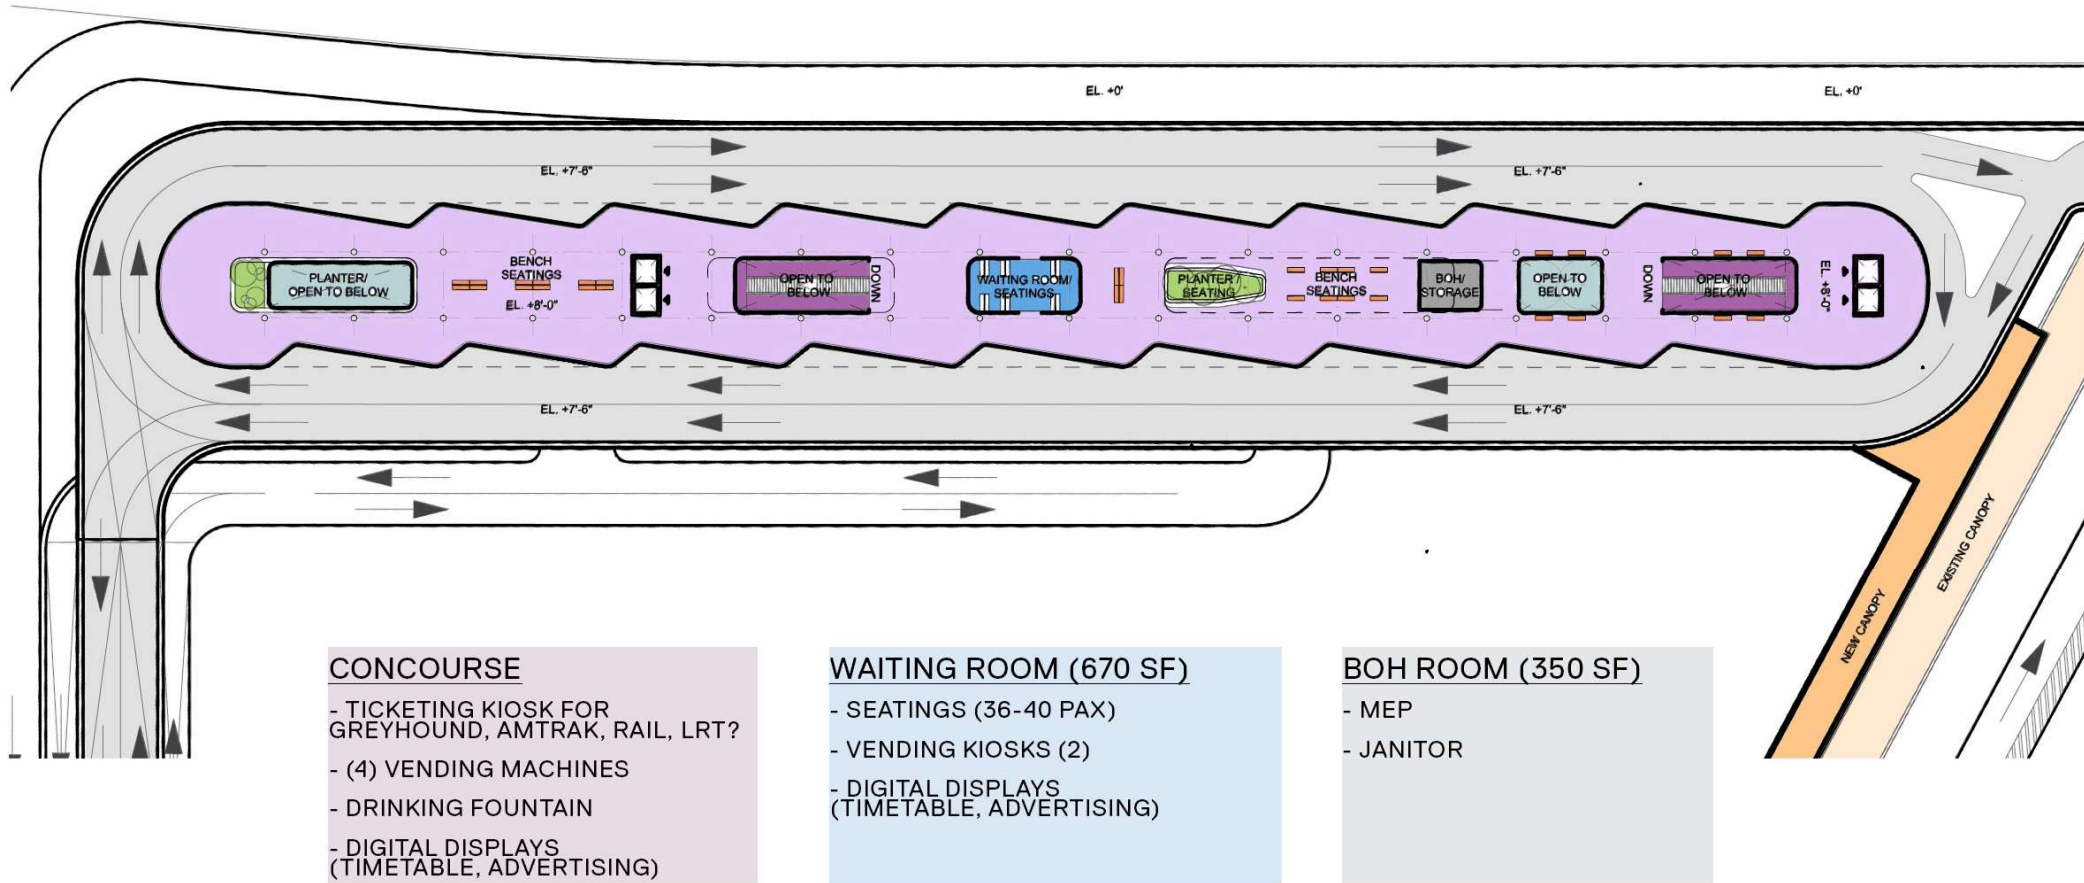 EL. +0'
EL. +0'
EL. +7'-6"
EL. +7'-6"
PLANTER/
OPEN TO BELOW
BENCH
SEATINGS
EL. +8'-0"
OPEN TO
BELOW
DOWN
WAITING ROOM/
SEATINGS
PLANTER/
SEATING
BENCH
SEATINGS
BOH/
STORAGE
OPEN TO
BELOW
DOWN
OPEN TO
BELOW
EL. +8'-0"
EL. +7'-6"
EL. +7'-6"
NEW CANOPY
EXISTING CANOPY
CONCOURSE
- TICKETING KIOSK FOR
GREYHOUND, AMTRAK, RAIL, LRT?
- (4) VENDING MACHINES
- DRINKING FOUNTAIN
- DIGITAL DISPLAYS
(TIMETABLE, ADVERTISING)
WAITING ROOM (670 SF)
- SEATINGS (36-40 PAX)
- VENDING KIOSKS (2)
- DIGITAL DISPLAYS
(TIMETABLE, ADVERTISING)
BOH ROOM (350 SF)
- MEP
- JANITOR